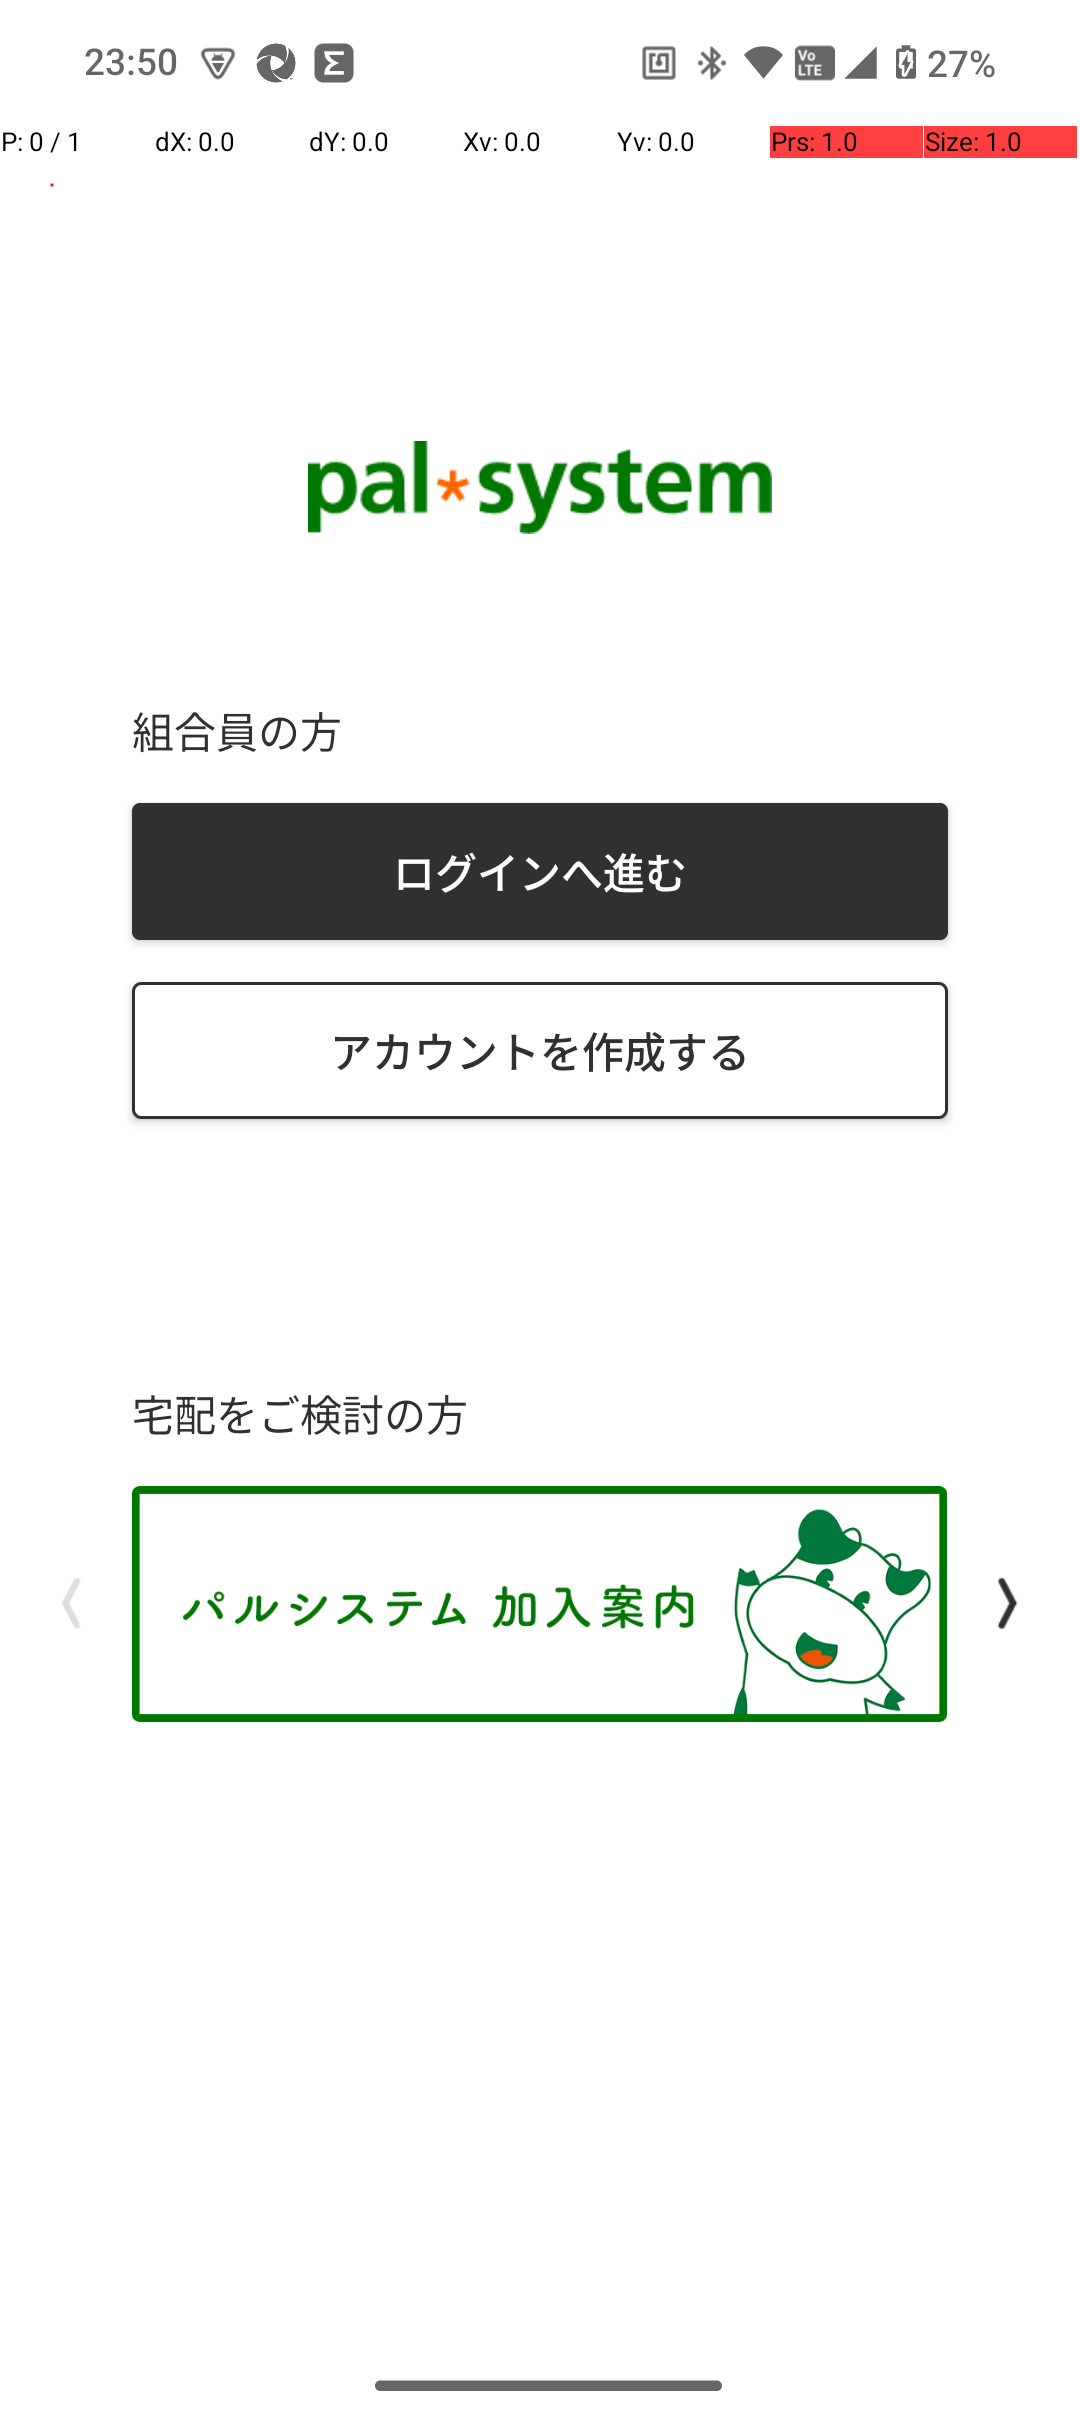 23:50
Vo LTE
27%
P: 0 / 1 dX: 0.0 dY: 0.0 Xv: 0.0 Yv: 0.0 Prs: 1.0 Size: 1.0
pal*system
組合員の方
ログインへ進む
アカウントを作成する
宅配をご検討の方
パルシステム 加入案内